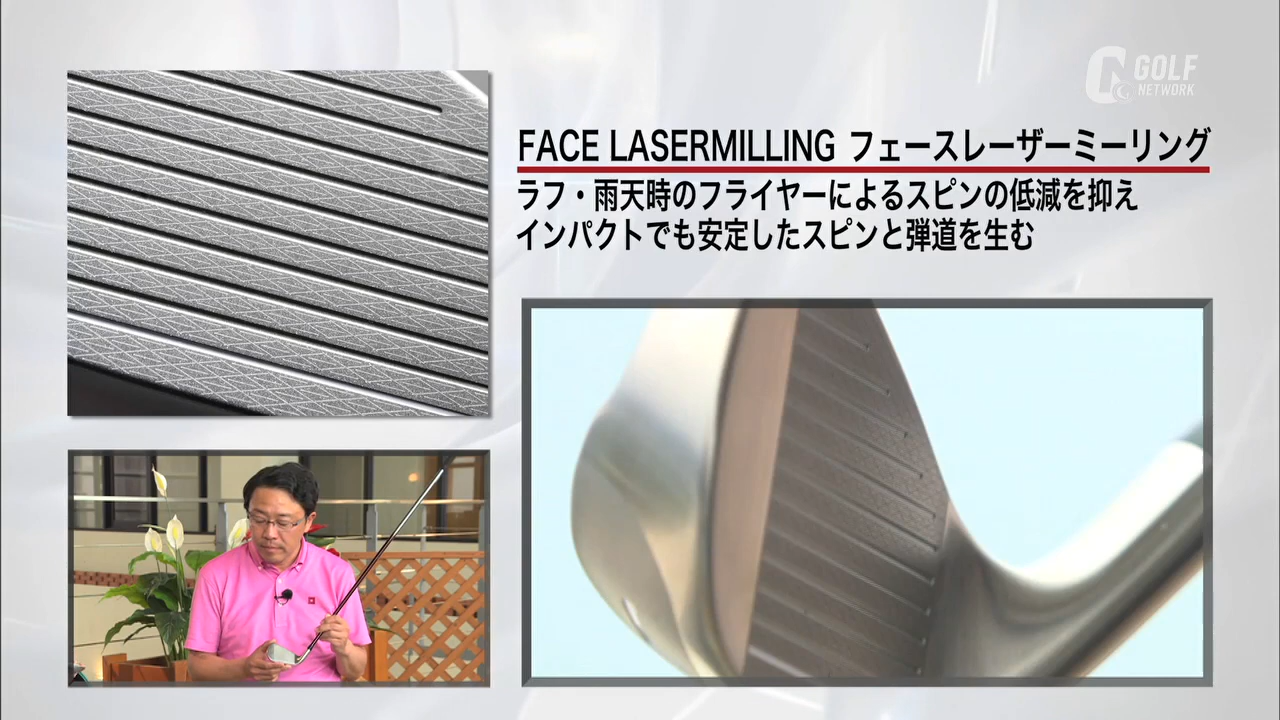 GOLF
NETWORK
FACE LASERMILLING フェースレーザーミーリング
ラフ・雨天時のフライヤーによるスピンの低減を抑え
インパクトでも安定したスピンと弾道を生む